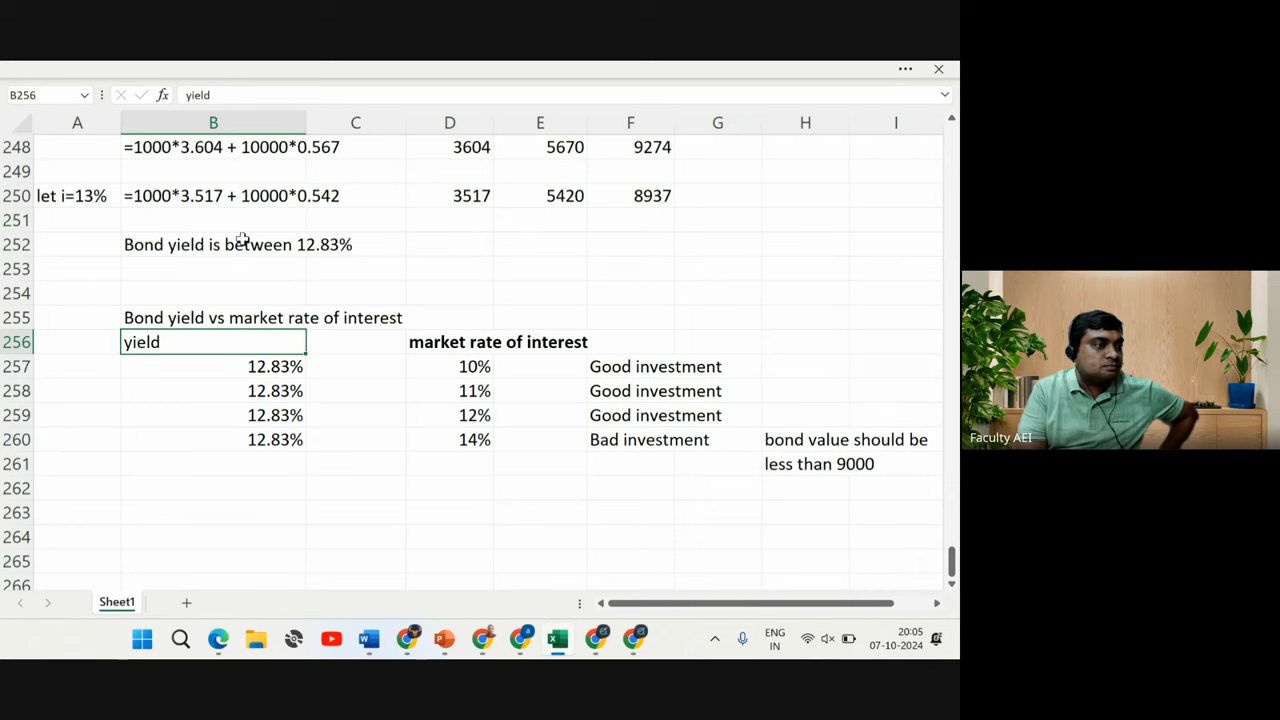 B256 fx yield
A B C D E F G H I
248 =1000*3.604 + 10000*0.567 3604 5670 9274
249
250 let i=13% =1000*3.517 + 10000*0.542 3517 5420 8937
251
252 Bond yield is between 12.83%
253
254
255 Bond yield vs market rate of interest
256 yield market rate of interest
257 12.83% 10% Good investment
258 12.83% 11% Good investment
259 12.83% 12% Good investment
260 12.83% 14% Bad investment bond value should be
261 less than 9000
262
263
264
265
266
Sheet1
ENG
IN
20:05
07-10-2024
Faculty AEI